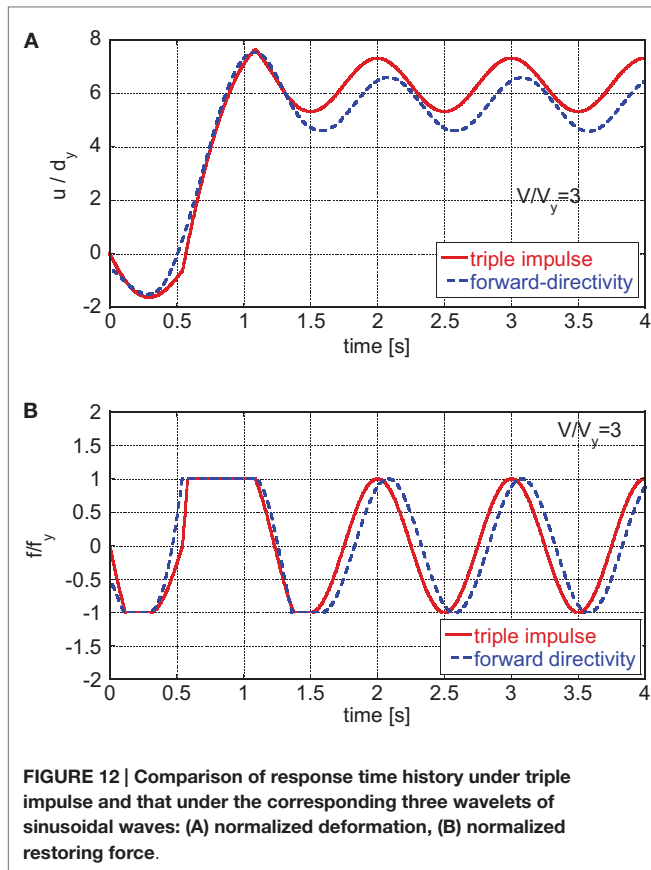 A
8
6
4
2
0
-2
u / d_y
V/V_y=3
triple impulse
forward-directivity
0 0.5 1 1.5 2 2.5 3 3.5 4
time [s]
B
2
1.5
1
0.5
0
-0.5
-1
-1.5
-2
f/f_y
V/V_y=3
triple impulse
forward directivity
0 0.5 1 1.5 2 2.5 3 3.5 4
time [s]
FIGURE 12 | Comparison of response time history under triple
impulse and that under the corresponding three wavelets of
sinusoidal waves: (A) normalized deformation, (B) normalized
restoring force.